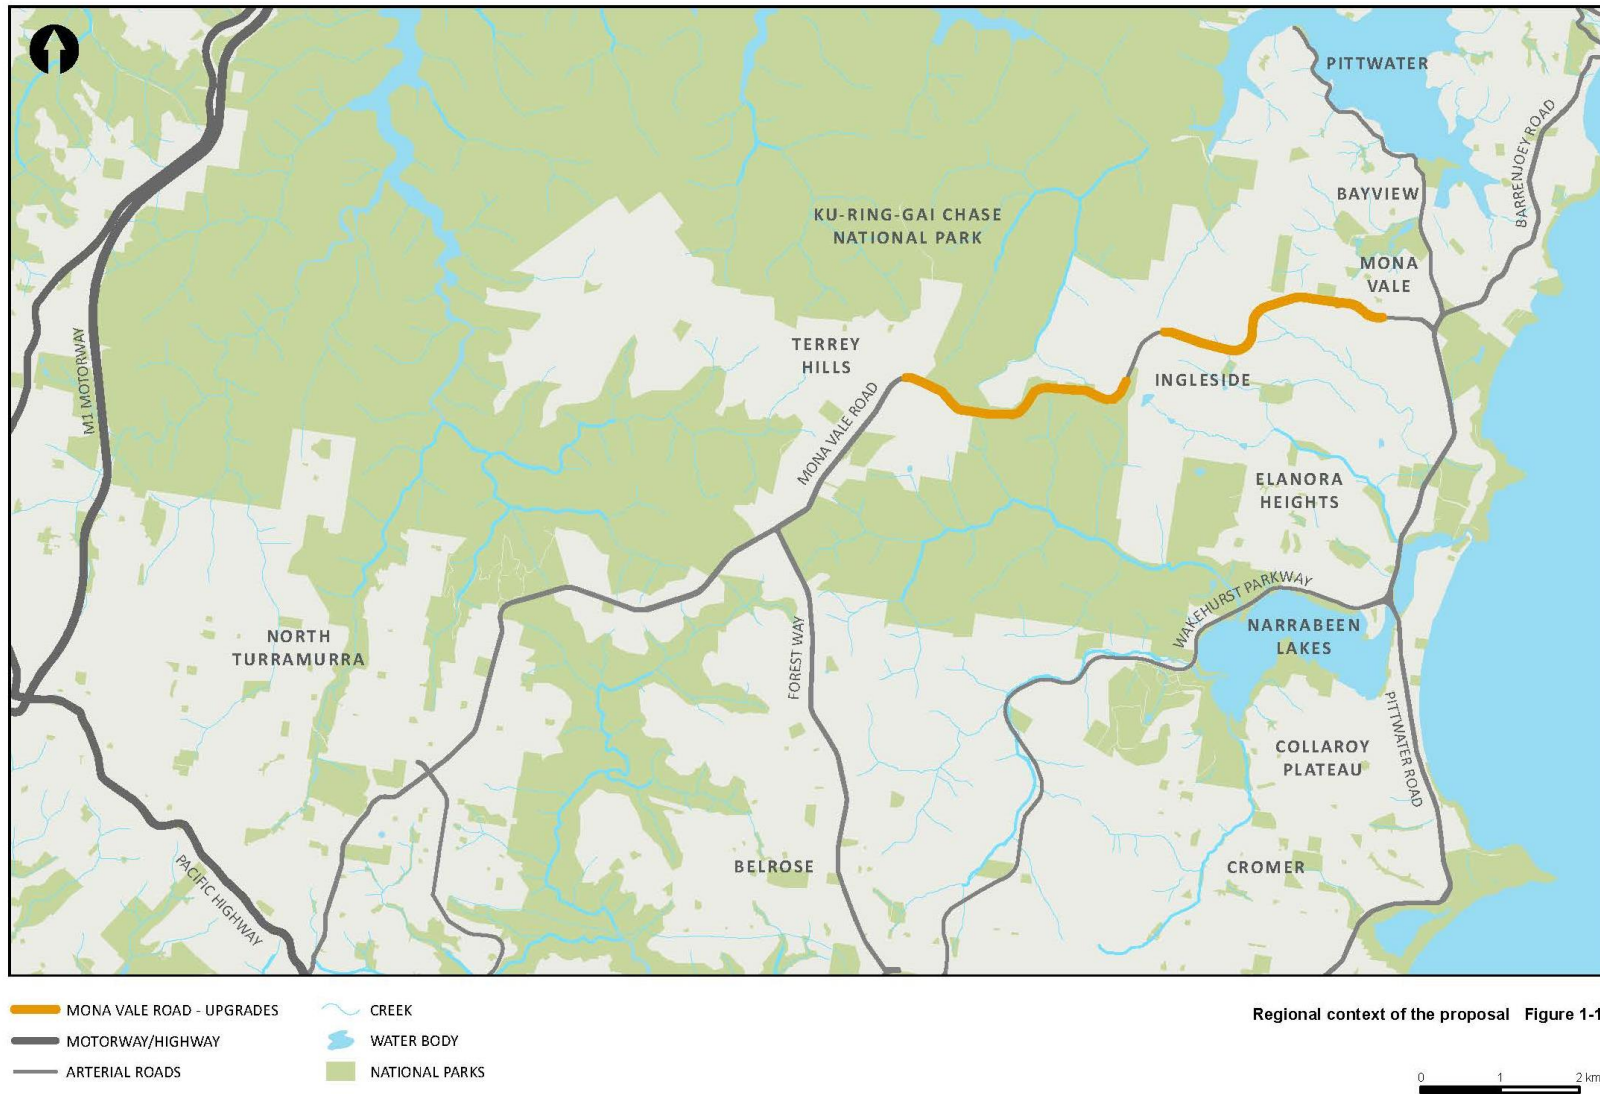 PITTWATER
BARRENJOEY ROAD
BAYVIEW
KU-RING-GAI CHASE
NATIONAL PARK
MONA
VALE
M1 MOTORWAY
TERREY
HILLS
MONA VALE ROAD
INGLESIDE
ELANORA
HEIGHTS
WAKEHURST PARKWAY
NORTH
TURRAMURRA
FOREST WAY
NARRABEEN
LAKES
PITTWATER ROAD
COLLAROY
PLATEAU
PACIFIC HIGHWAY
BELROSE
CROMER
MONA VALE ROAD - UPGRADES
MOTORWAY/HIGHWAY
ARTERIAL ROADS
CREEK
WATER BODY
NATIONAL PARKS
Regional context of the proposal Figure 1-1
0 1 2 km